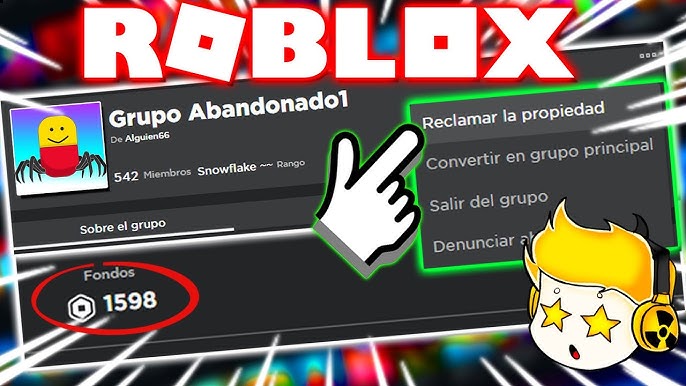 ROBLOX
Grupo Abandonado1
De Alguien66
542 Miembros Snowflake ~~ Rango
Sobre el grupo
Fondos
1598
Reclamar la propiedad
Convertir en grupo principal
Salir del grupo
Denunciar